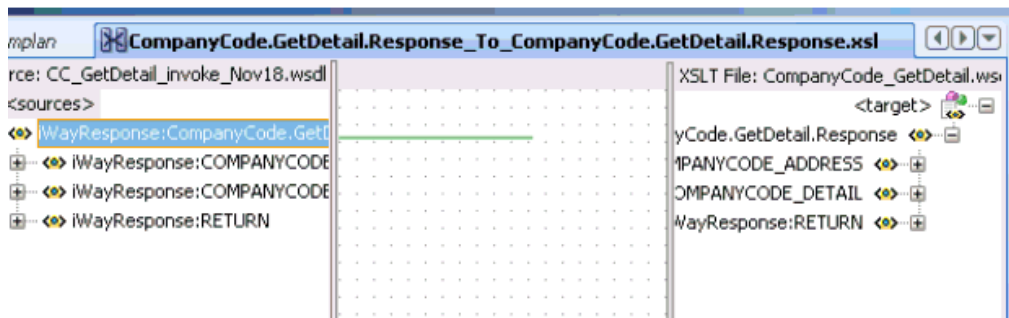 mplan CompanyCode.GetDetail.Response_To_CompanyCode.GetDetail.Response.xsl
rce: CC_GetDetail_invoke_Nov18.wsdl XSLT File: CompanyCode_GetDetail.ws
<sources> <target>
iWayResponse:CompanyCode.GetD yCode.GetDetail.Response
iWayResponse:COMPANYCODE MPANYCODE_ADDRESS
iWayResponse:COMPANYCODE OMPANYCODE_DETAIL
iWayResponse:RETURN WayResponse:RETURN